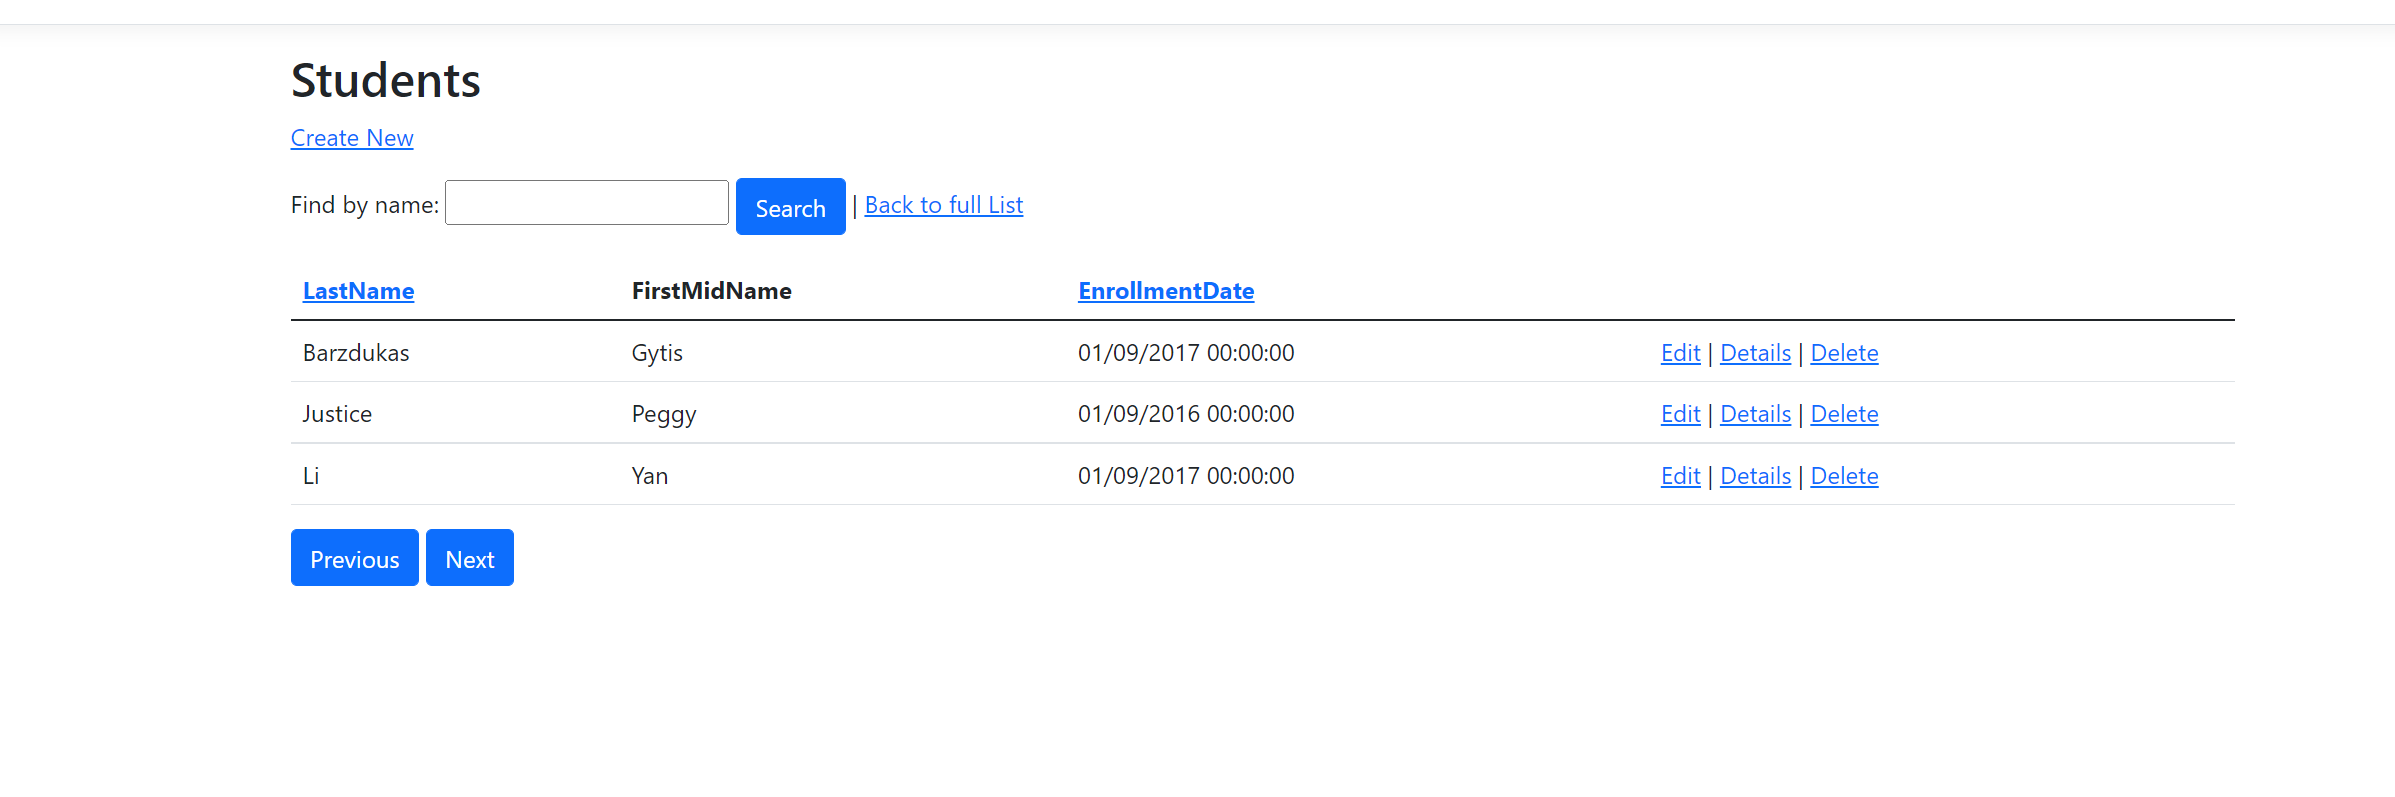 Students
Create New
Find by name: Search | Back to full List
LastName FirstMidName EnrollmentDate
Barzdukas Gytis 01/09/2017 00:00:00 Edit | Details | Delete
Justice Peggy 01/09/2016 00:00:00 Edit | Details | Delete
Li Yan 01/09/2017 00:00:00 Edit | Details | Delete
Previous Next